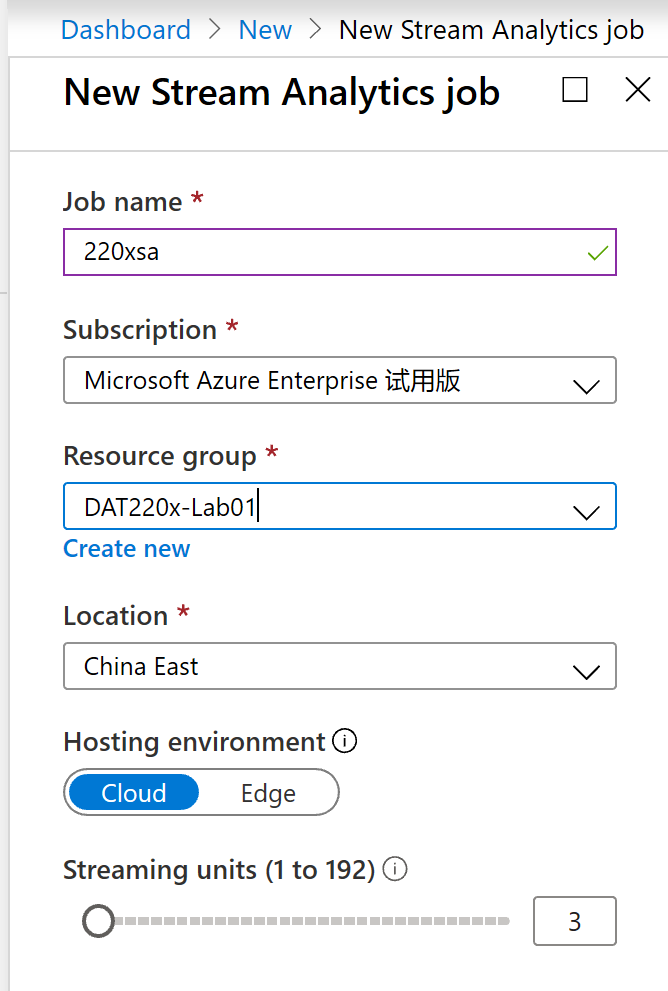 Dashboard > New > New Stream Analytics job
New Stream Analytics job
Job name *
220xsa
Subscription *
Microsoft Azure Enterprise 试用版
Resource group *
DAT220x-Lab01
Create new
Location *
China East
Hosting environment
Cloud Edge
Streaming units (1 to 192)
3